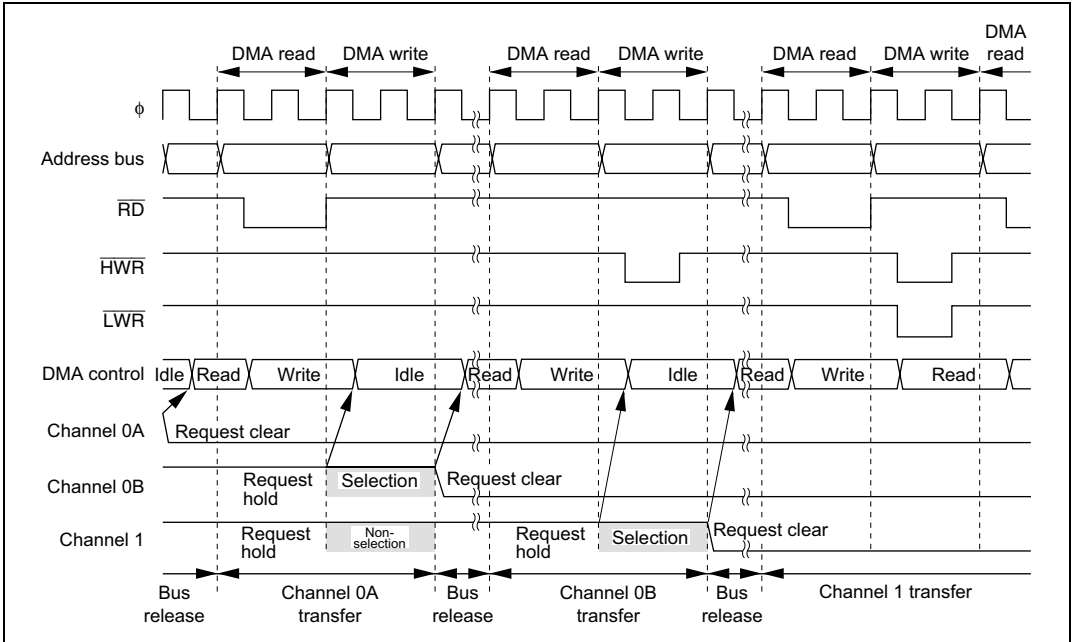 DMA
DMA read DMA write DMA read DMA write DMA read DMA write read
ϕ
Address bus
RD
HWR
LWR
DMA control Idle Read Write Idle Read Write Idle Read Write Read
Channel 0A Request clear
Channel 0B Request hold Selection Request clear
Channel 1 Request hold Non-selection Request hold Selection Request clear
Bus release Channel 0A transfer Bus release Channel 0B transfer Bus release Channel 1 transfer